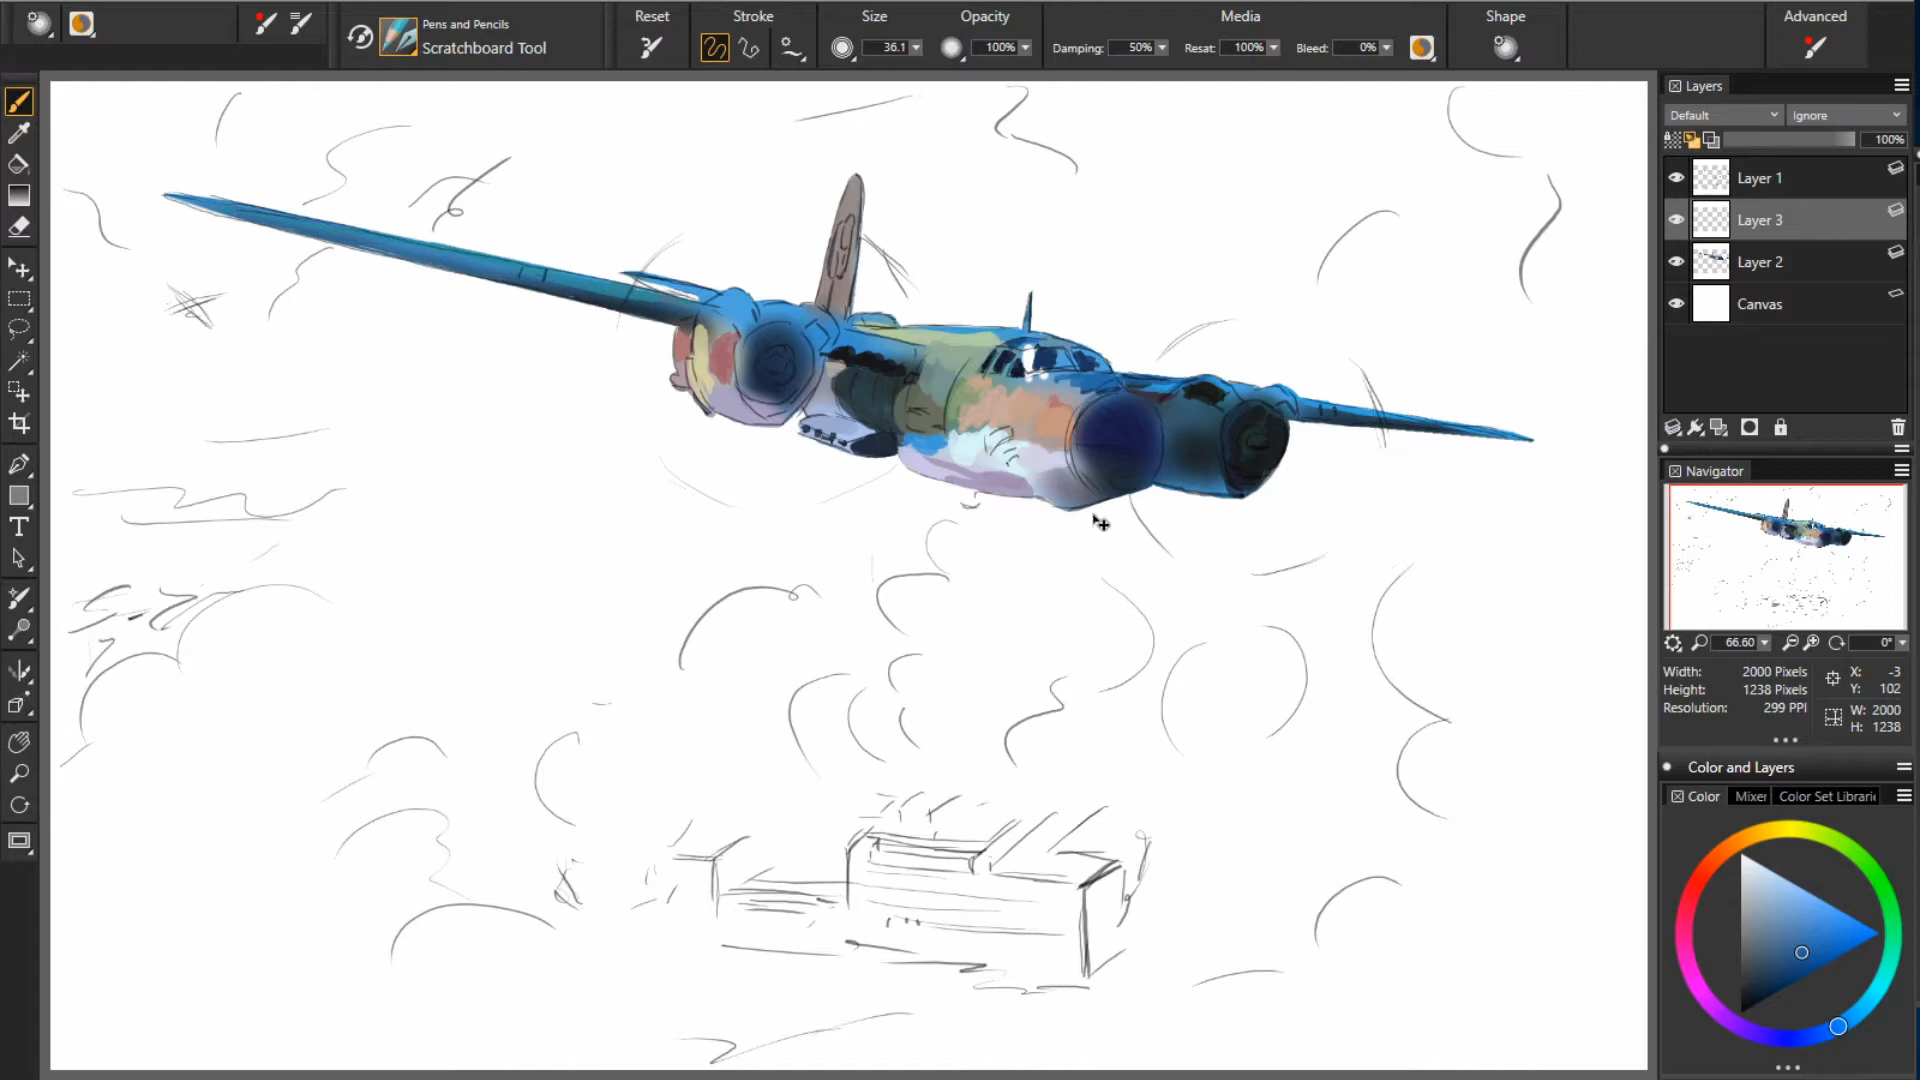 Pens and Pencils
Scratchboard Tool
Reset
Stroke
Size
36.1
Opacity
100%
Media
Damping: 50% Resat: 100% Bleed: 0%
Shape
Advanced
Layers
Default Ignore
100%
Layer 1
Layer 3
Layer 2
Canvas
Navigator
66.60 0°
Width: 2000 Pixels X: -3
Height: 1238 Pixels Y: 102
Resolution: 299 PPI W: 2000
H: 1238
Color and Layers
Color Mixer Color Set Librarie
T